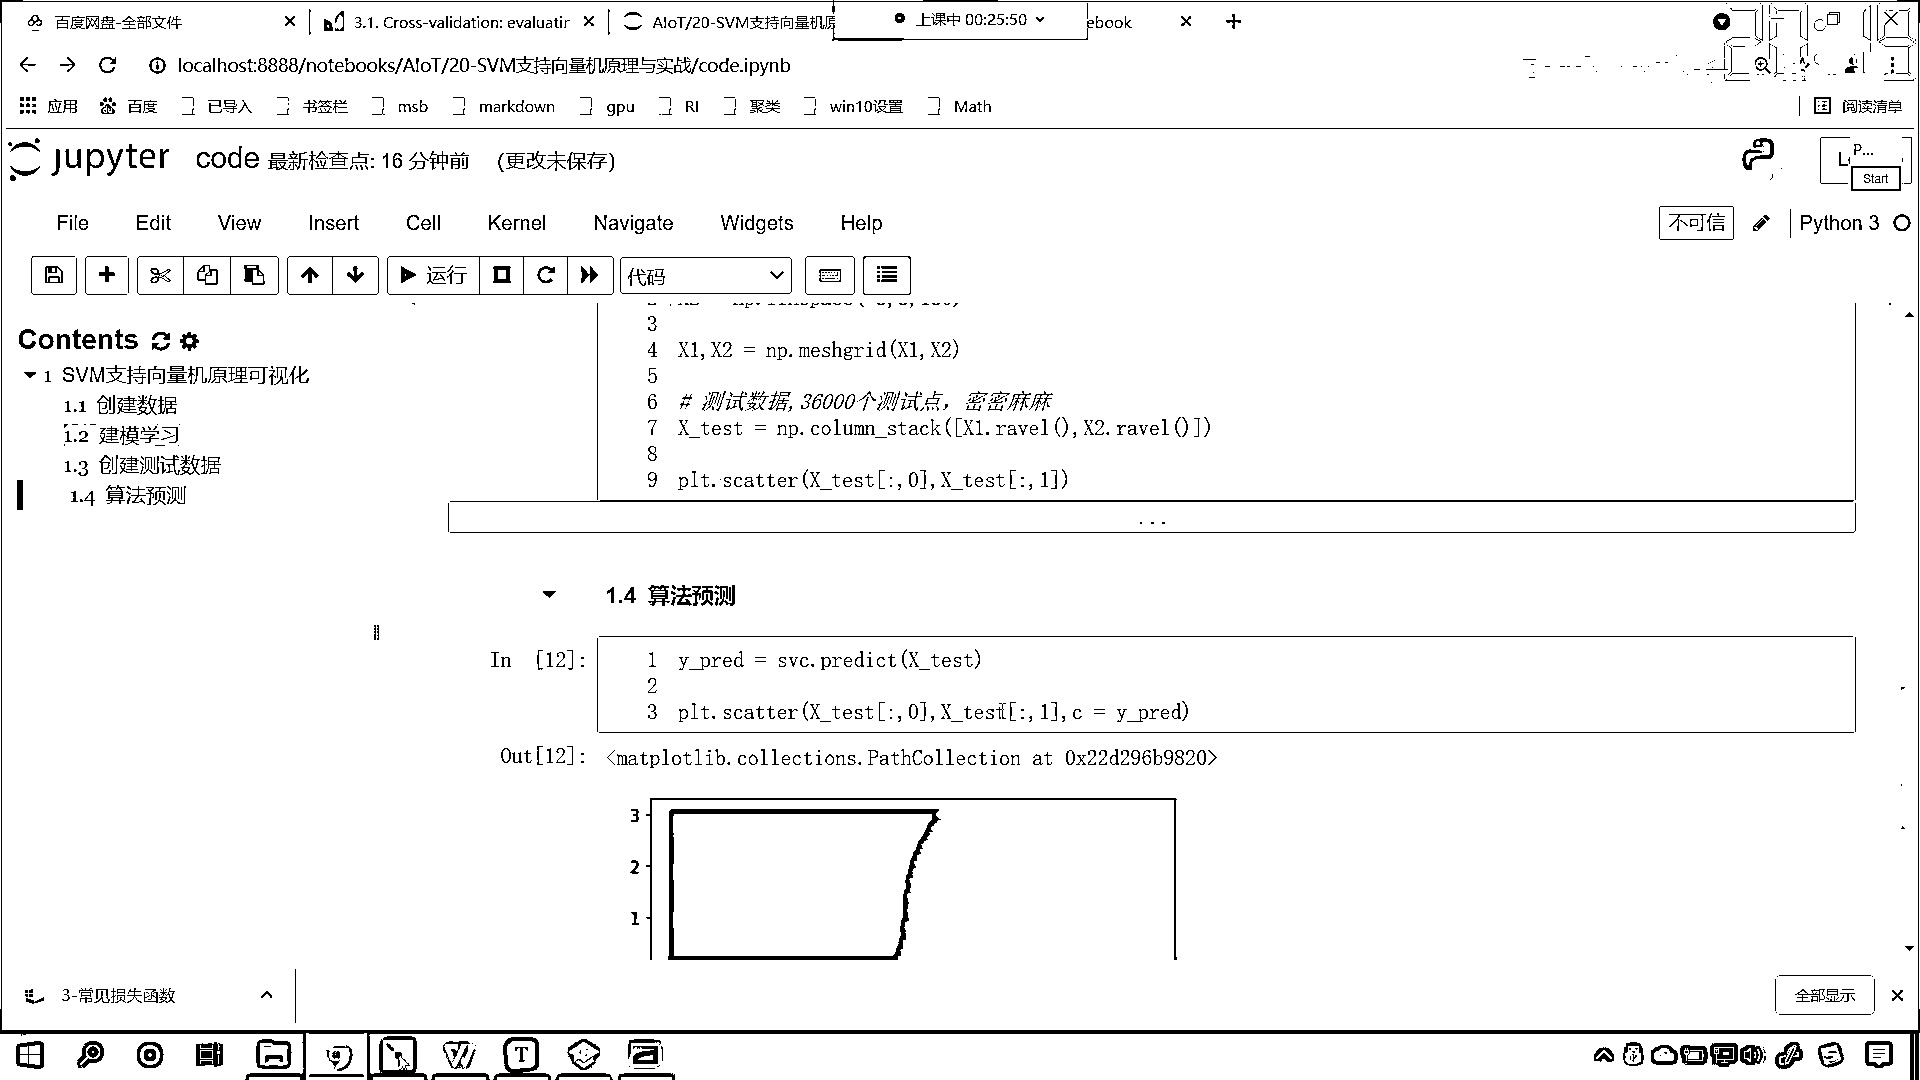 百度网盘-全部文件
3.1. Cross-validation: evaluatir
AIoT/20-SVM支持向量机原
上课中 00:25:50
ebook
localhost:8888/notebooks/AIoT/20-SVM支持向量机原理与实战/code.ipynb
应用 百度 已导入 书签栏 msb markdown gpu RI 聚类 win10设置 Math 阅读清单
jupyter code 最新检查点: 16 分钟前 (更改未保存)
P...
Start
File Edit View Insert Cell Kernel Navigate Widgets Help 不可信 Python 3
运行 代码
Contents
1 SVM支持向量机原理可视化
1.1 创建数据
1.2 建模学习
1.3 创建测试数据
1.4 算法预测
3
4 X1,X2 = np.meshgrid(X1,X2)
5
6 # 测试数据,36000个测试点，密密麻麻
7 X_test = np.column_stack([X1.ravel(),X2.ravel()])
8
9 plt.scatter(X_test[:,0],X_test[:,1])
...
1.4 算法预测
In [12]:
1 y_pred = svc.predict(X_test)
2
3 plt.scatter(X_test[:,0],X_test[:,1],c = y_pred)
Out[12]: <matplotlib.collections.PathCollection at 0x22d296b9820>
3
2
1
3-常见损失函数
全部显示